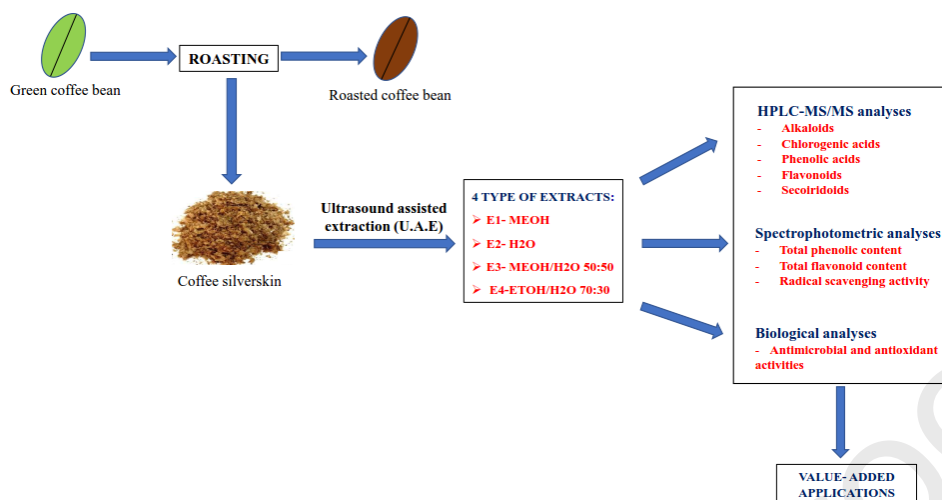 ROASTING
Green coffee bean
Roasted coffee bean
Coffee silverskin
Ultrasound assisted
extraction (U.A.E)
4 TYPE OF EXTRACTS:
➢ E1- MEOH
➢ E2- H2O
➢ E3- MEOH/H2O 50:50
➢ E4-ETOH/H2O 70:30
HPLC-MS/MS analyses
- Alkaloids
- Chlorogenic acids
- Phenolic acids
- Flavonoids
- Secoiridoids
Spectrophotometric analyses
- Total phenolic content
- Total flavonoid content
- Radical scavenging activity
Biological analyses
- Antimicrobial and antioxidant
activities
VALUE- ADDED
APPLICATIONS